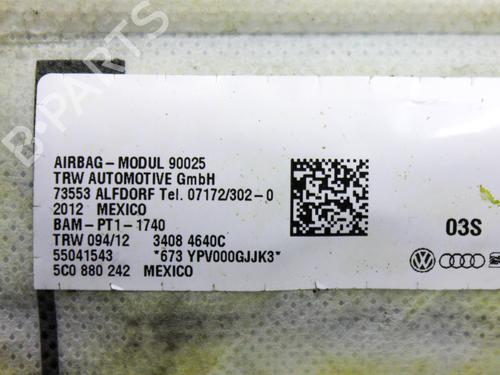 B-PARTS
AIRBAG-MODUL 90025
TRW AUTOMOTIVE GmbH
73553 ALFDORF Tel. 07172/302-0
2012 MEXICO
BAM-PT1-1740
TRW 094/12 3408 4640C
55041543 *673 YPV000GJJK3*
5C0 880 242 MEXICO
03S